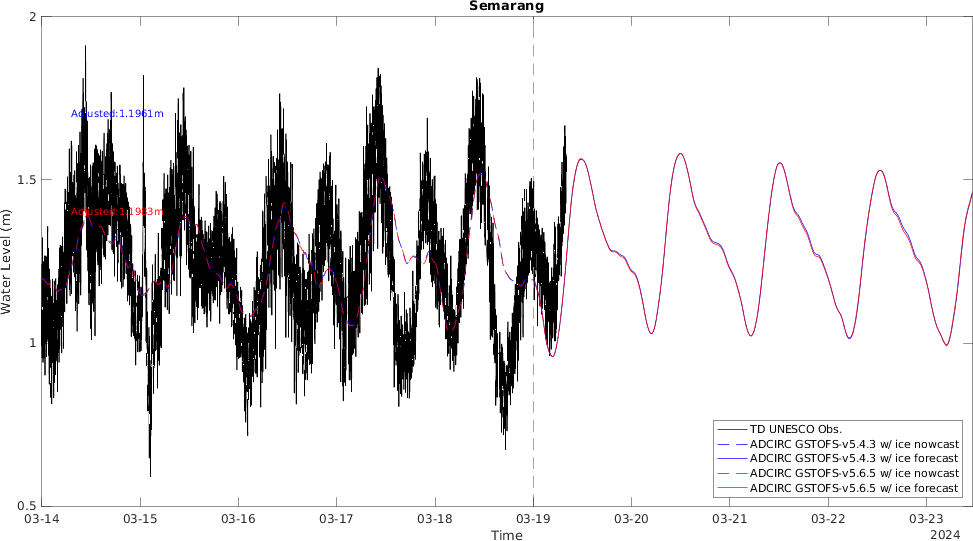 Semarang
2
Adjusted:1.1961m
1.5
Adjusted:1.1983m
Water Level (m)
1
TD UNESCO Obs.
ADCIRC GSTOFS-v5.4.3 w/ ice nowcast
ADCIRC GSTOFS-v5.4.3 w/ ice forecast
ADCIRC GSTOFS-v5.6.5 w/ ice nowcast
ADCIRC GSTOFS-v5.6.5 w/ ice forecast
0.5
03-14 03-15 03-16 03-17 03-18 03-19 03-20 03-21 03-22 03-23
Time
2024